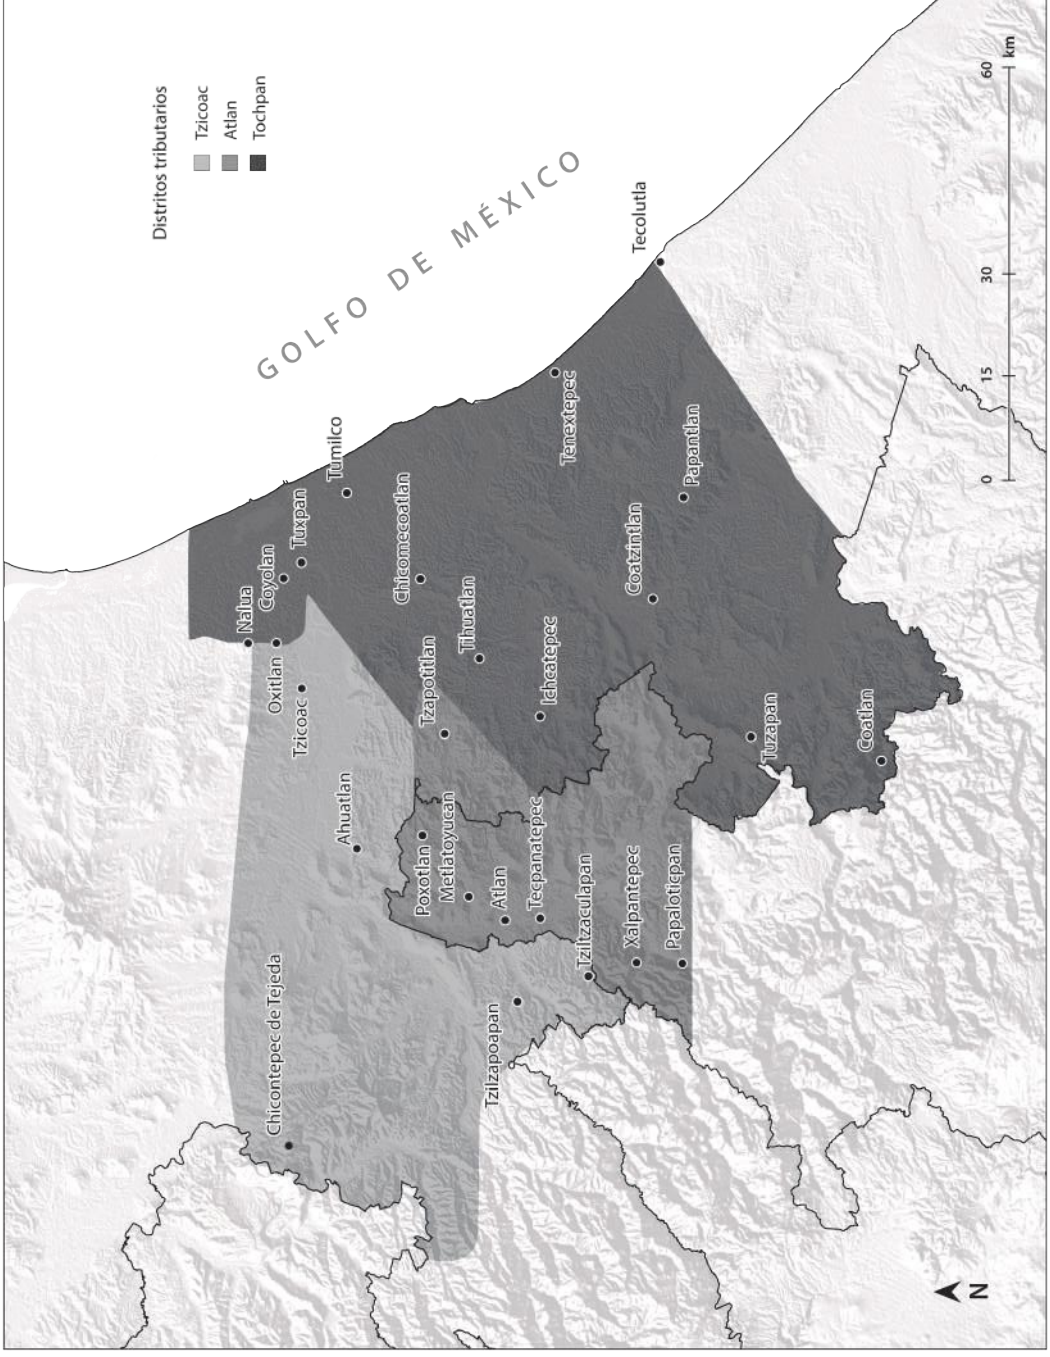 Distritos tributarios
Tzicoac
Atlan
Tochpan
GOLFO DE MÉXICO
Nalua
Coyolan
Oxitlan
Tuxpan
Tzicoac
Chicontepec de Tejeda
Tumilco
Ahuatlan
Chicomecoatlan
Poxotlan
Tzapotitlan
Metlatoyucan
Tihuatlan
Atlan
Tzilzapoapan
Tecpanatepec
Ichcatepec
Tenextepec
Tziltzaculapan
Xalpantepec
Coatzintlan
Tecolutla
Papaloticpan
Papantlan
Tuzapan
Coatlan
N
0 15 30 60 km